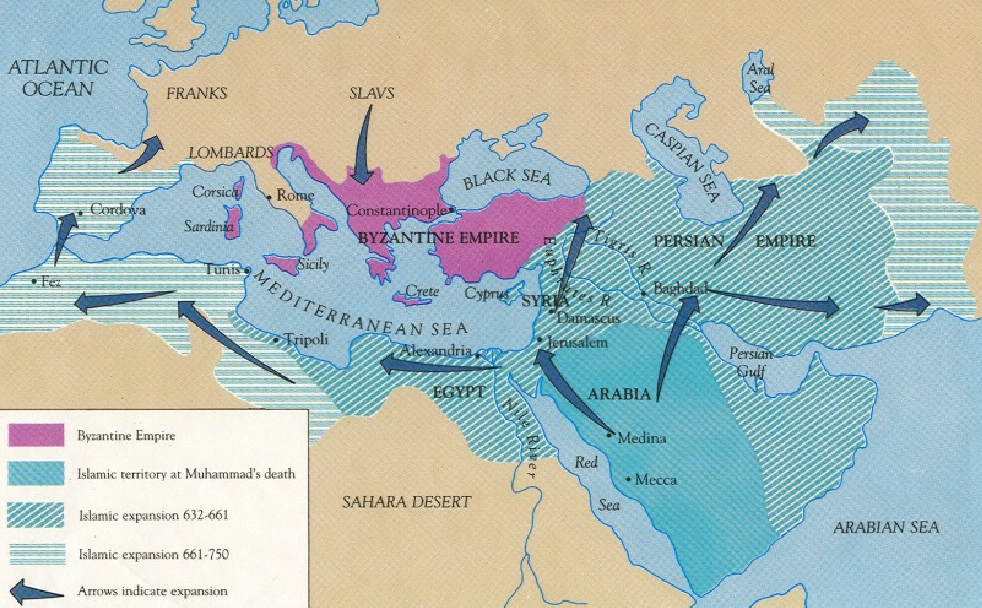 ATLANTIC
OCEAN
FRANKS
SLAVS
Aral
Sea
LOMBARDS
CASPIAN SEA
BLACK SEA
Corsica
Rome
Cordova
Constantinople
Sardinia
BYZANTINE EMPIRE
PERSIAN EMPIRE
Tigris R.
Euphrates R.
Tunis
Sicily
Fez
Crete
Cyprus
SYRIA
Baghdad
MEDITERRANEAN SEA
Damascus
Tripoli
Jerusalem
Alexandria
Persian
Gulf
EGYPT
ARABIA
Nile River
Medina
Red
Sea
Mecca
SAHARA DESERT
ARABIAN SEA
Byzantine Empire
Islamic territory at Muhammad's death
Islamic expansion 632-661
Islamic expansion 661-750
Arrows indicate expansion